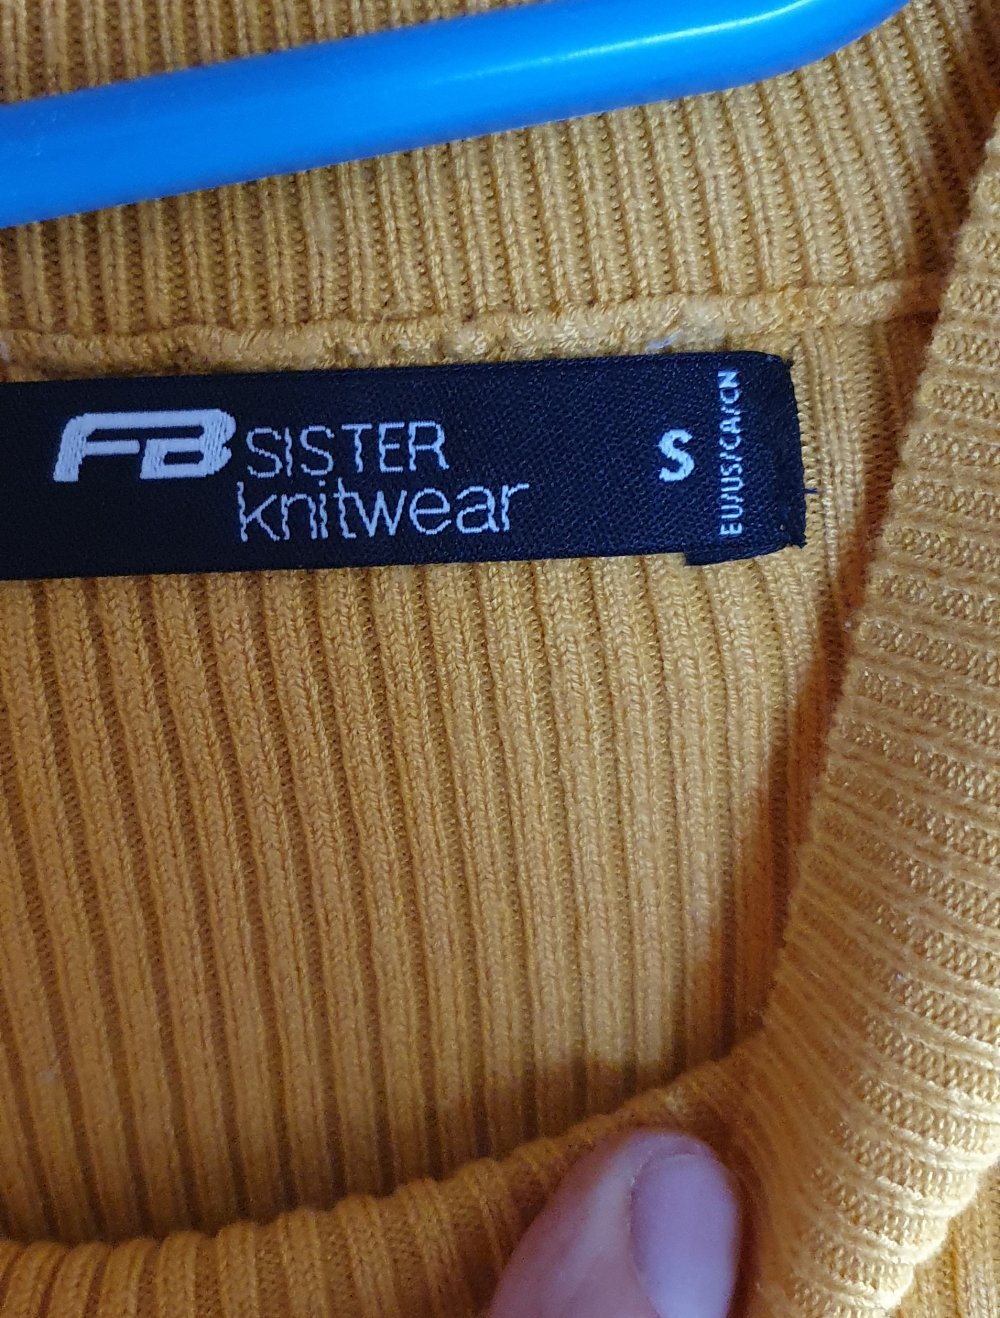 FB SISTER
knitwear
S
EU/US/CA/CN